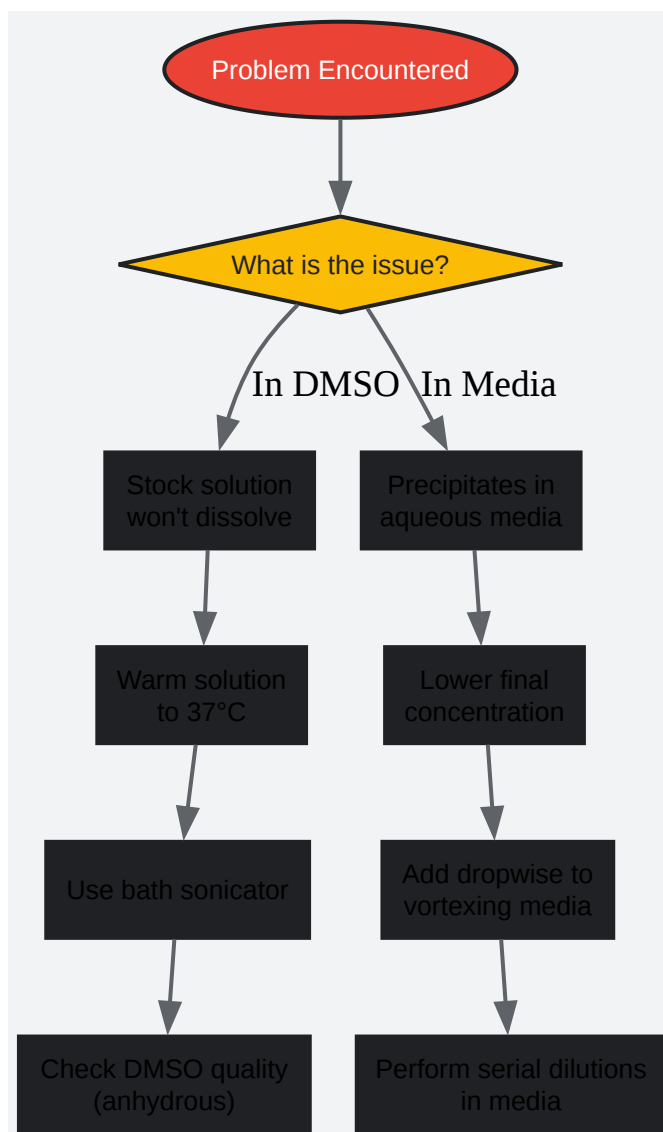 Problem Encountered
What is the issue?
In DMSO
In Media
Stock solution
won't dissolve
Precipitates in
aqueous media
Warm solution
to 37°C
Lower final
concentration
Use bath sonicator
Add dropwise to
vortexing media
Check DMSO quality
(anhydrous)
Perform serial dilutions
in media